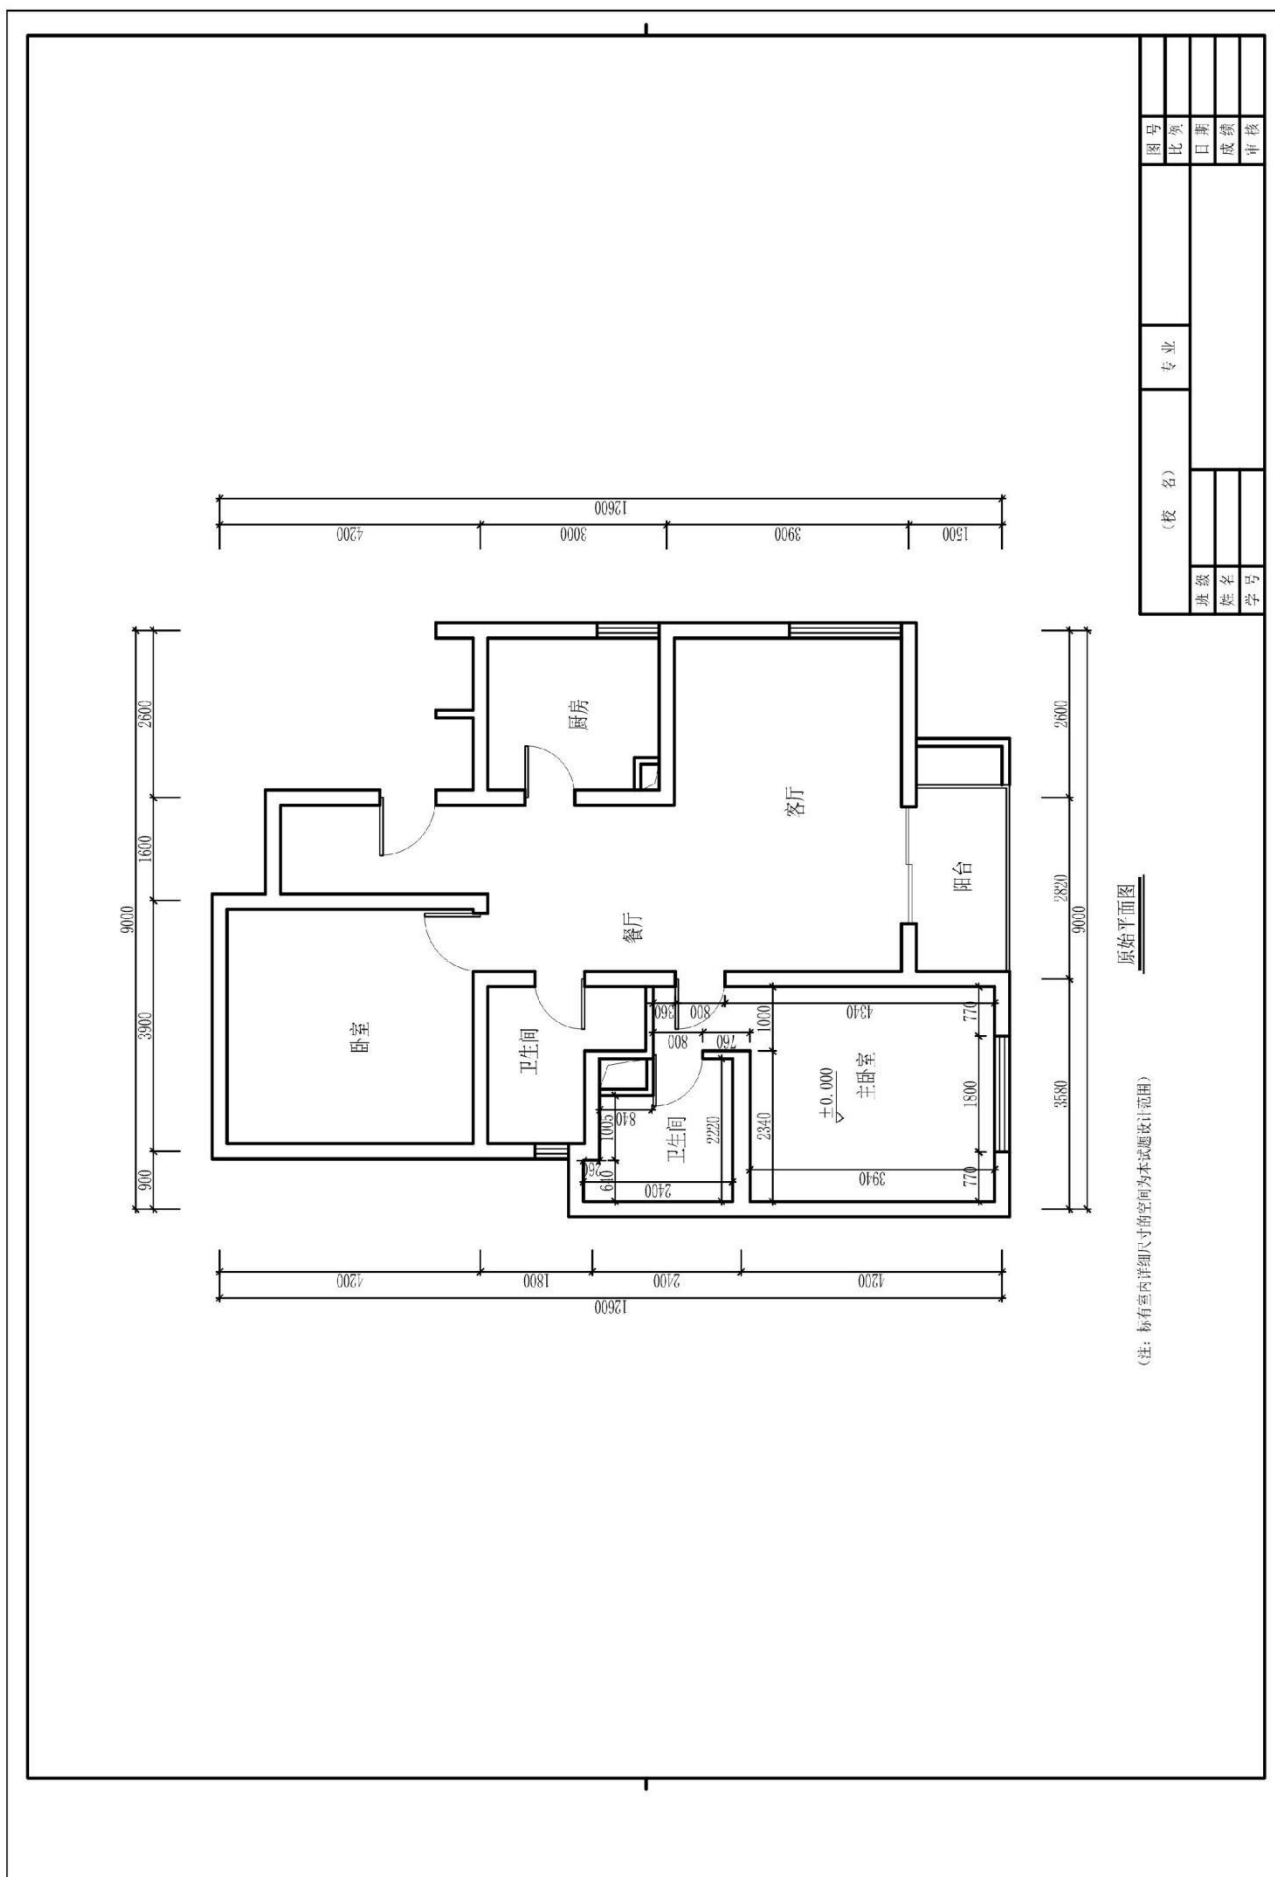 9000
2600
1600
3900
900
12600
4200
3000
3900
1500
厨房
客厅
餐厅
阳台
卧室
卫生间
卫生间
主卧室
±0.000
360
800
4340
800
760
1000
840
1005
260
640
2400
2220
2340
3940
770
1800
770
4200
1800
2400
4200
12600
2600
2820
3580
9000
原始平面图
(注: 标有室内详细尺寸的空间为本试题设计范围)
(校 名)
专 业
图 号
比 例
班 级
日 期
姓 名
成 绩
学 号
审 核